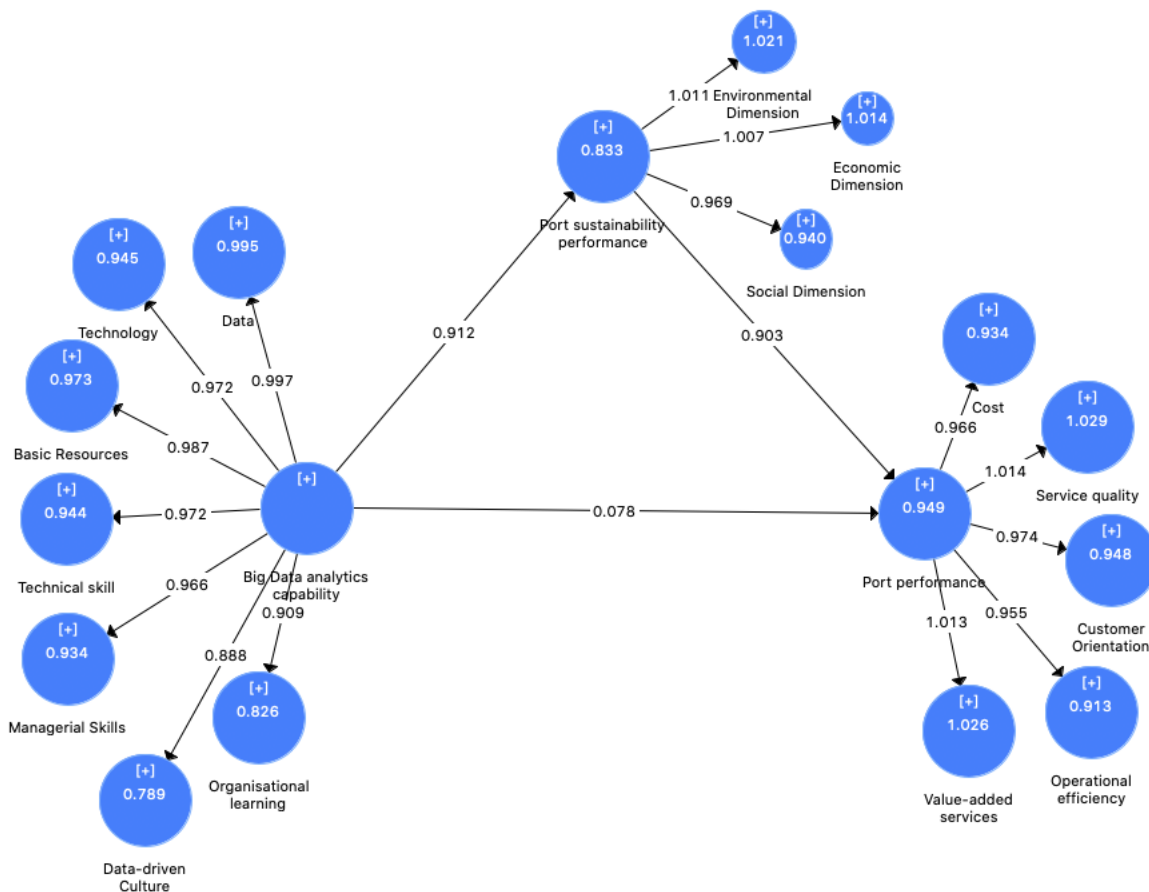 [+]
1.021
1.011
Environmental
Dimension
[+]
1.014
1.007
Economic
Dimension
[+]
0.833
Port sustainability
performance
0.969
[+]
0.940
Social Dimension
[+]
0.945
Technology
[+]
0.995
Data
0.912
0.903
[+]
0.934
Cost
0.966
[+]
0.973
Basic Resources
0.972
0.997
0.987
[+]
1.029
Service quality
1.014
[+]
0.944
Technical skill
0.972
[+]
Big Data analytics
capability
0.078
[+]
0.949
Port performance
0.974
[+]
0.948
Customer
Orientation
0.966
[+]
0.934
Managerial Skills
0.909
0.888
1.013
0.955
[+]
0.826
Organisational
learning
[+]
0.789
Data-driven
Culture
[+]
1.026
Value-added
services
[+]
0.913
Operational
efficiency